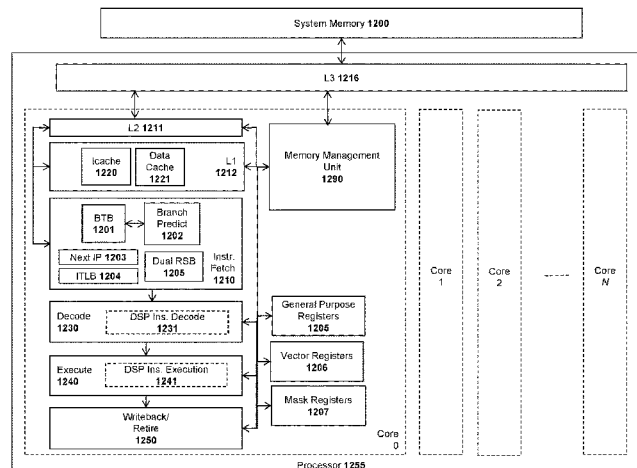 System Memory 1200
L3 1216
L2 1211
Icache
1220
Data
Cache
1221
L1
1212
Memory Management
Unit
1290
BTB
1201
Branch
Predict
1202
Next IP 1203
ITLB 1204
Dual RSB
1205
Instr.
Fetch
1210
Decode
1230
DSP Ins. Decode
1231
General Purpose
Registers
1205
Vector Registers
1206
Execute
1240
DSP Ins. Execution
1241
Mask Registers
1207
Writeback/
Retire
1250
Core
0
Core
1
Core
2
Core
N
Processor 1255